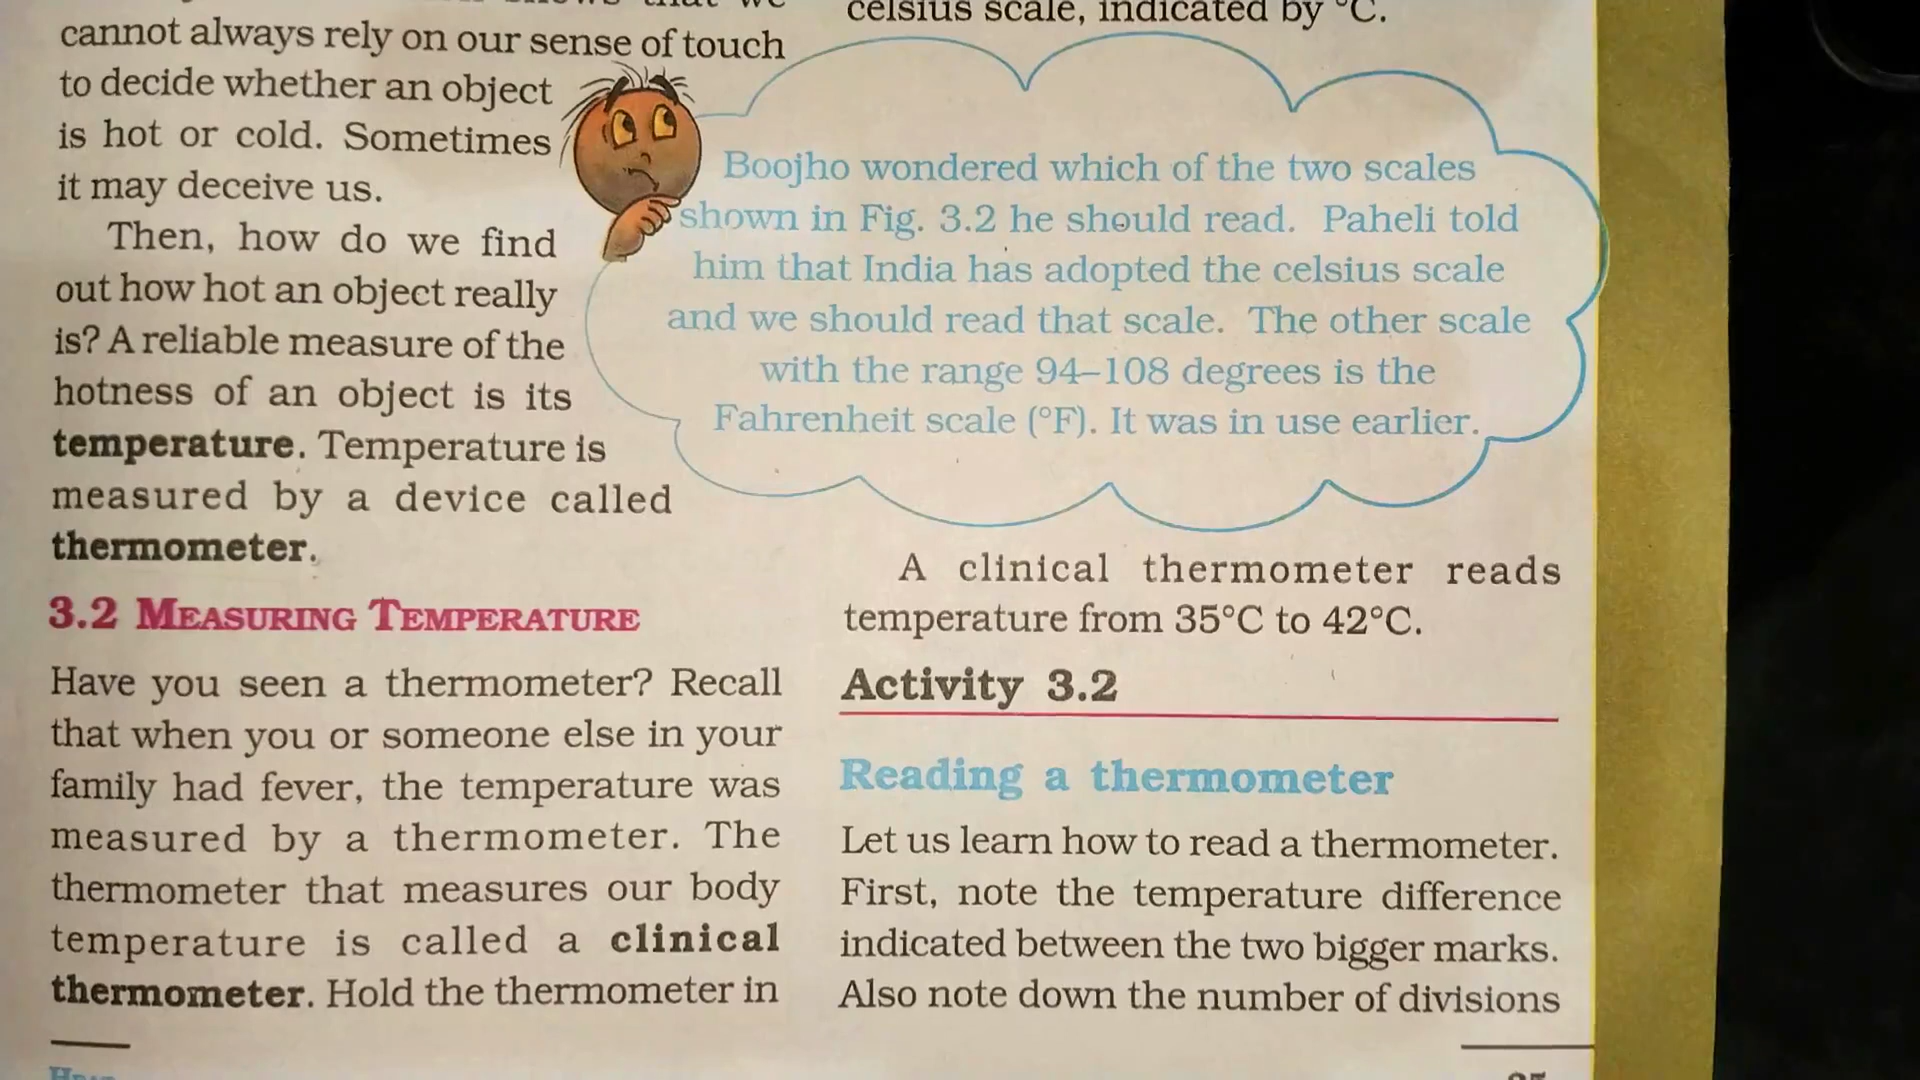 cannot always rely on our sense of touch
to decide whether an object
is hot or cold. Sometimes
it may deceive us.
Then, how do we find
out how hot an object really
is? A reliable measure of the
hotness of an object is its
temperature. Temperature is
measured by a device called
thermometer.
3.2 MEASURING TEMPERATURE
Have you seen a thermometer? Recall
that when you or someone else in your
family had fever, the temperature was
measured by a thermometer. The
thermometer that measures our body
temperature is called a clinical
thermometer. Hold the thermometer in
celsius scale, indicated by °C.
Boojho wondered which of the two scales
shown in Fig. 3.2 he should read. Paheli told
him that India has adopted the celsius scale
and we should read that scale. The other scale
with the range 94–108 degrees is the
Fahrenheit scale (°F). It was in use earlier.
A clinical thermometer reads
temperature from 35°C to 42°C.
Activity 3.2
Reading a thermometer
Let us learn how to read a thermometer.
First, note the temperature difference
indicated between the two bigger marks.
Also note down the number of divisions